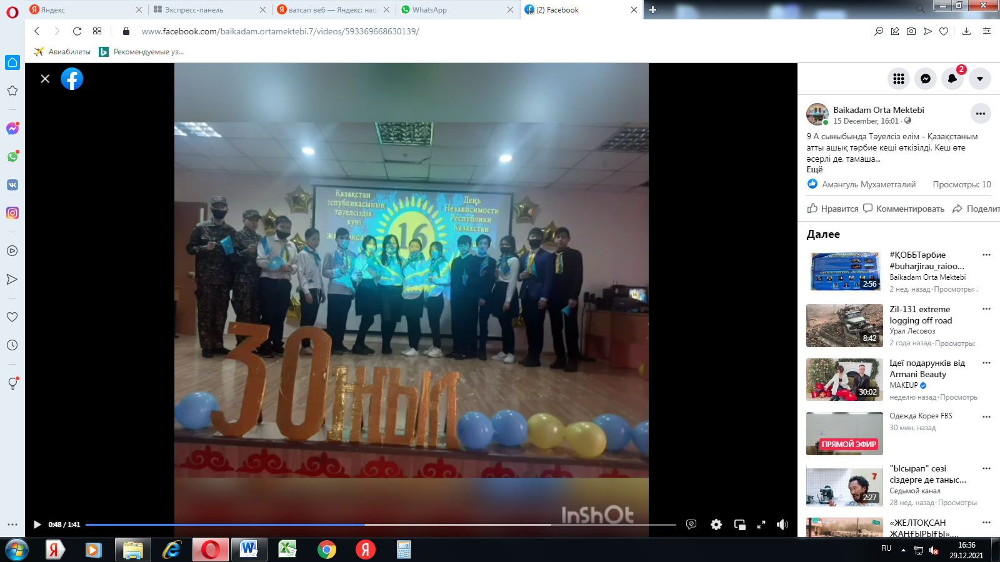 Яндекс
Экспресс-панель
ватсап веб — Яндекс: наш
WhatsApp
(2) Facebook
www.facebook.com/baikadam.ortamektebi.7/videos/593369668630139/
Авиабилеты
Рекомендуемые уз...
Қазақстан
еспубликасының
тәуелсіздік
күні
16
День
Независимости
Республики
Казахстан
30 ЖЫЛ
InShOt
0:48 / 1:41
2
Baikadam Orta Mektebi
15 December, 16:01 ·
9 А сыныбында Тәуелсіз елім - Қазақстаным
атты ашық тәрбие кеші өткізілді. Кеш өте
әсерлі де, тамаша...
Ещё
Амангуль Мухаметгалий
Просмотры: 10
Нравится
Комментировать
Поделит
Далее
#ҚОББТәрбие
#buharjirau_raioo...
Baikadam Orta Mektebi
2 нед. назад · Просмотры:
2:56
Zil-131 extreme
logging off road
Урал Лесовоз
2 года назад · Просмотры:
8:42
Ідеї подарунків від
Armani Beauty
MAKEUP
неделю назад · Просмотры
30:02
Одежда Корея FBS
30 мин. назад
ПРЯМОЙ ЭФИР
"Ысырап" сөзі
сіздерге де таныс...
Седьмой канал
28 нед. назад · Просмотры
7
2:27
«ЖЕЛТОҚСАН
ЖАҢҒЫРЫҒЫ»....
RU
16:36
29.12.2021